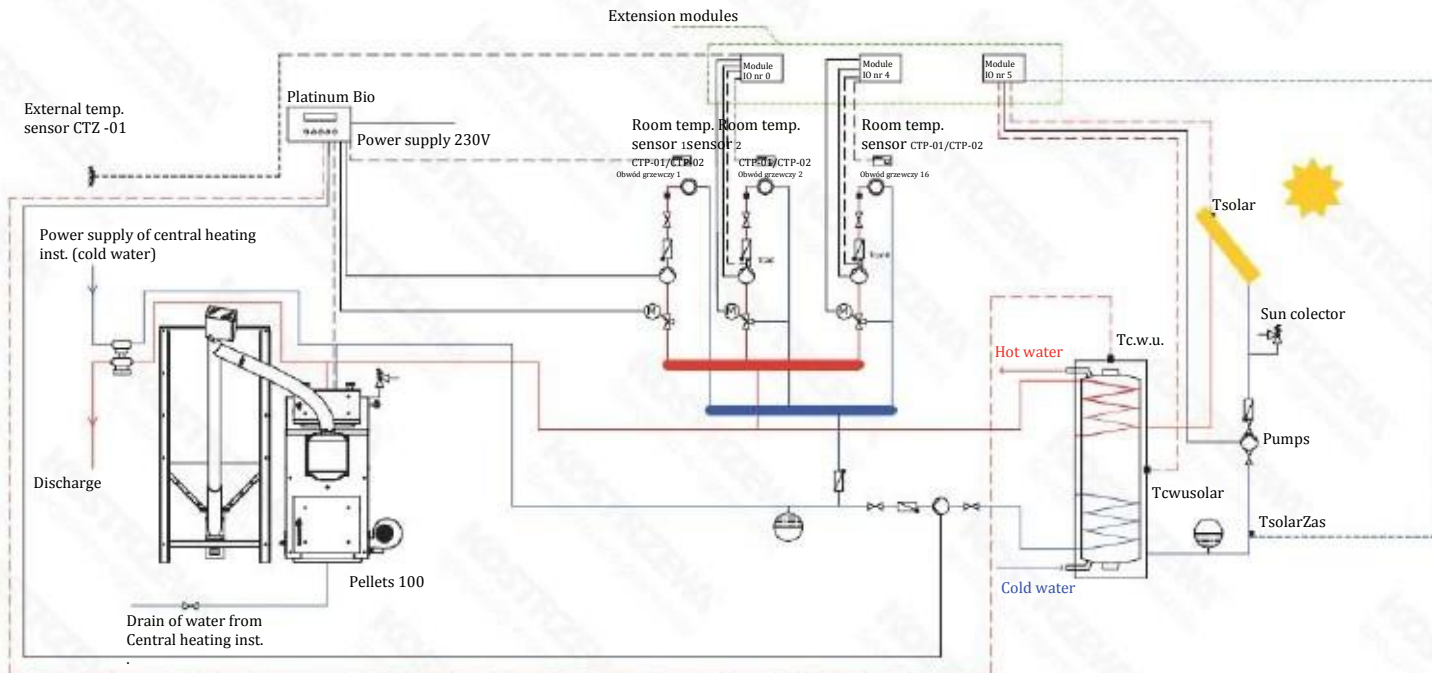 Extension modules
Module
IO nr 0
Module
IO nr 4
Module
IO nr 5
External temp.
sensor CTZ -01
Platinum Bio
Power supply 230V
Room temp.
sensor 1
CTP-01/CTP-02
Obwód grzewczy 1
Room temp.
sensor 2
CTP-01/CTP-02
Obwód grzewczy 2
Room temp.
sensor CTP-01/CTP-02
Obwód grzewczy 16
Tsolar
Power supply of central heating
inst. (cold water)
M
M
M
Sun colector
Tc.w.u.
Hot water
Pumps
Discharge
Tcwusolar
TsolarZas
Pellets 100
Cold water
Drain of water from
Central heating inst.
.
KOSTRZEWA